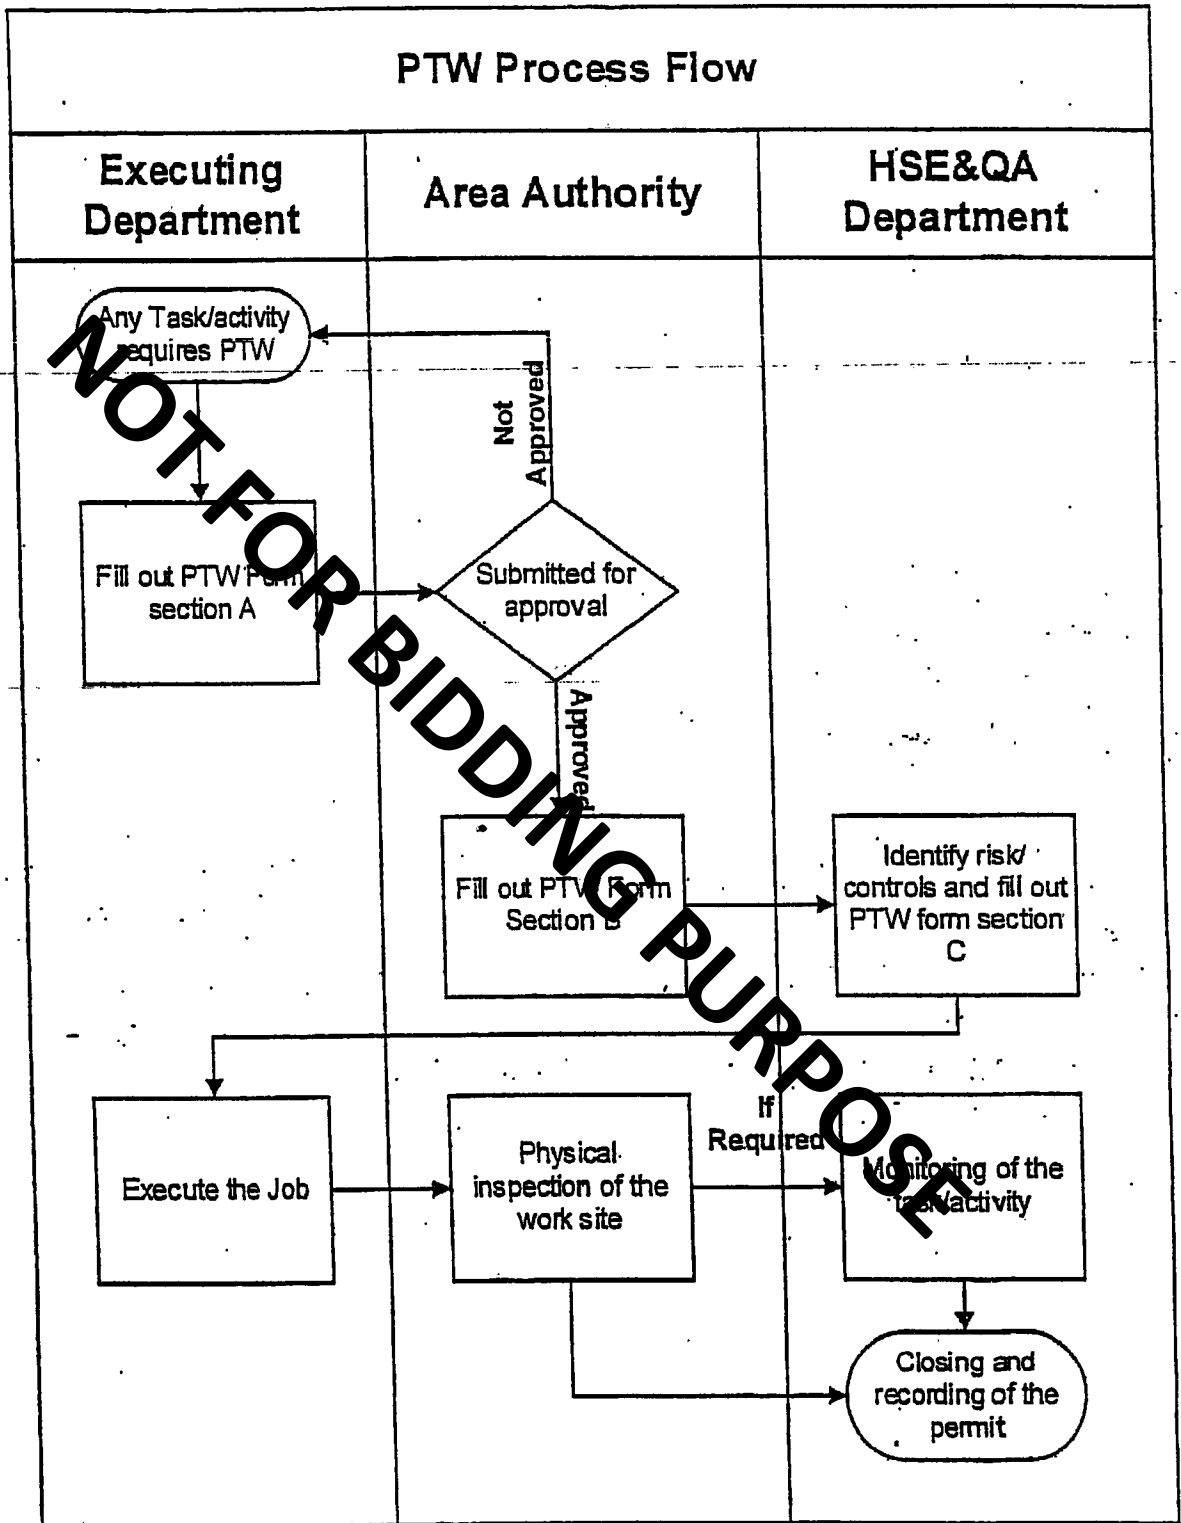 PTW Process Flow
Executing
Department
Area Authority
HSE&QA
Department
Any Task/activity
requires PTW
Not
Approved
Fill out PTW Form
section A
Submitted for
approval
Approved
Fill out PTW Form
Section B
Identify risk/
controls and fill out
PTW form section
C
Execute the Job
Physical
inspection of the
work site
If
Required
Monitoring of the
task/activity
Closing and
recording of the
permit
NOT FOR BIDDING PURPOSE